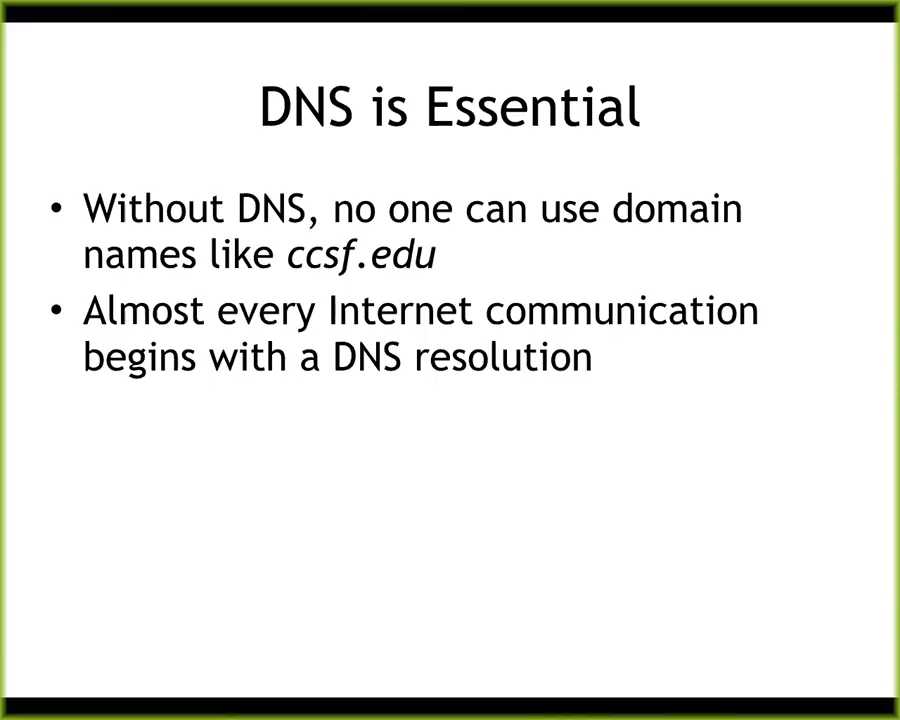 DNS is Essential
• Without DNS, no one can use domain
names like ccsf.edu
• Almost every Internet communication
begins with a DNS resolution